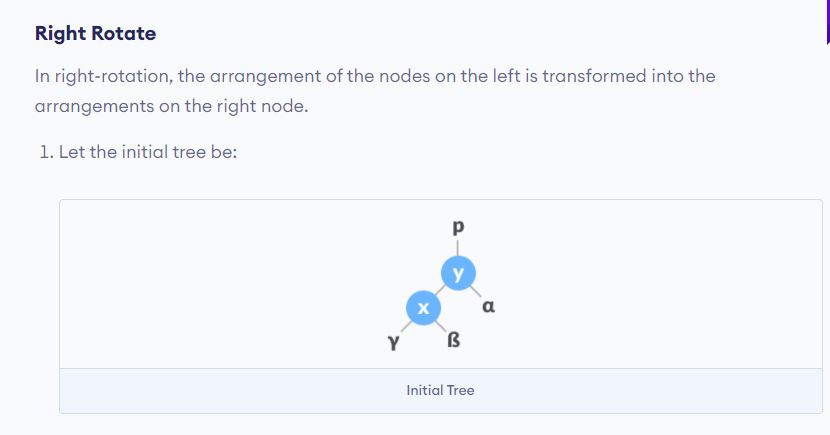 Right Rotate
In right-rotation, the arrangement of the nodes on the left is transformed into the
arrangements on the right node.
1. Let the initial tree be:
p
y
x
α
γ
ß
Initial Tree